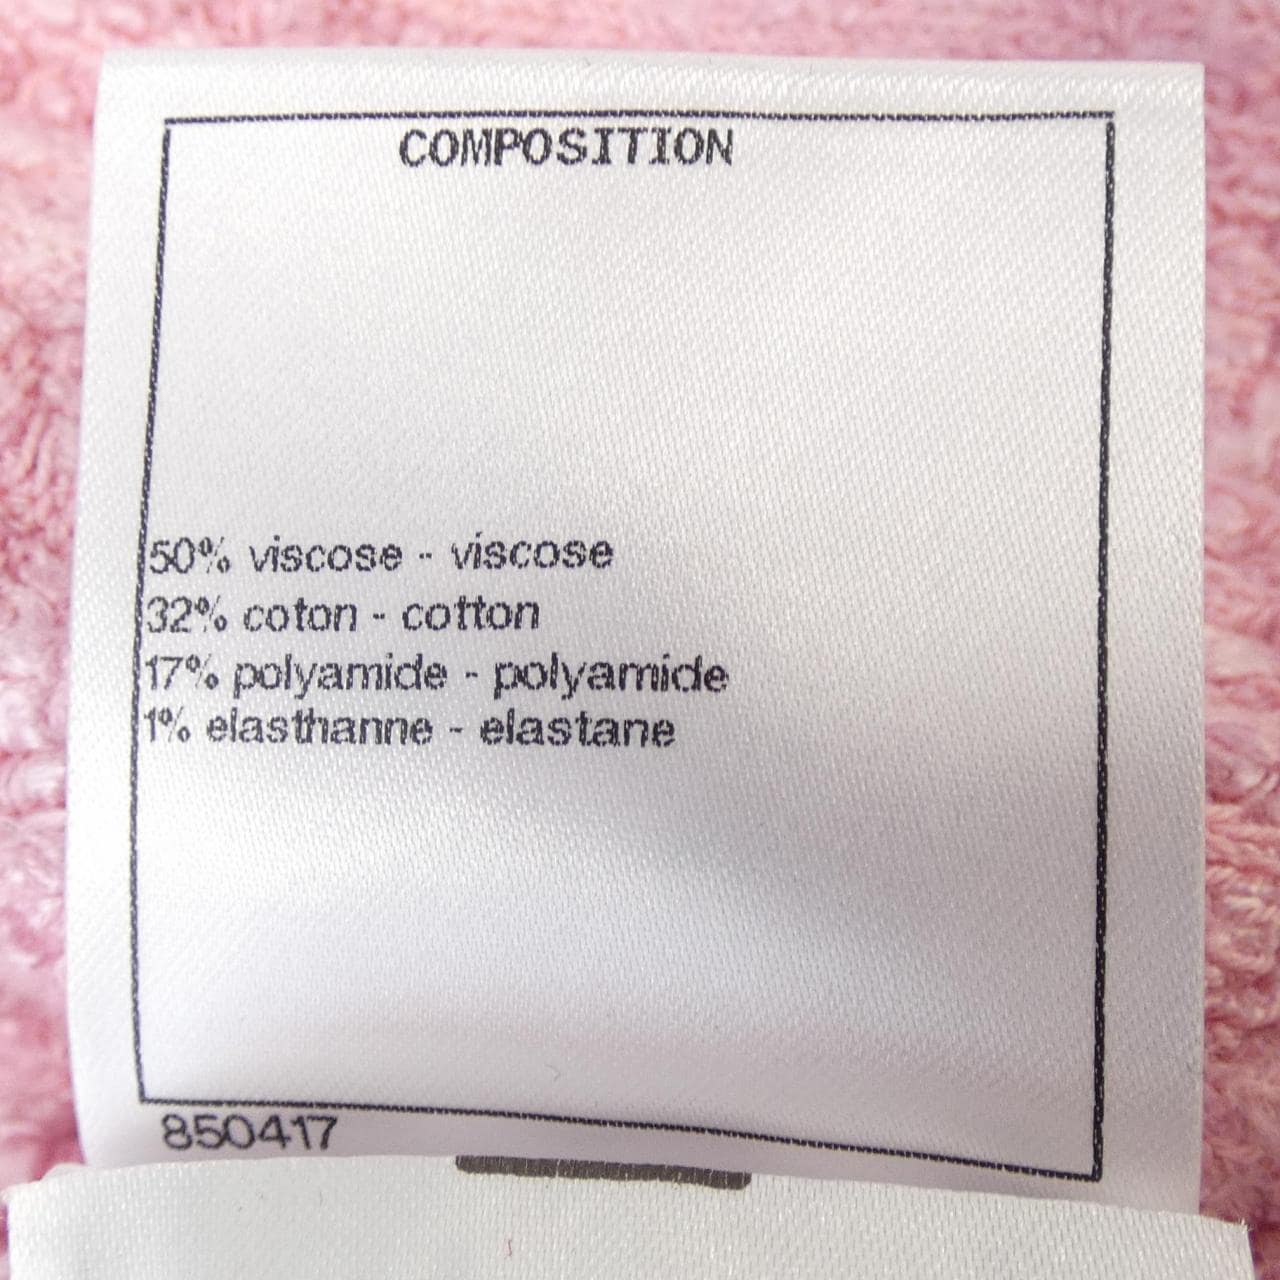 COMPOSITION
50% viscose - viscose
32% coton - cotton
17% polyamide - polyamide
1% elasthanne - elastane
850417